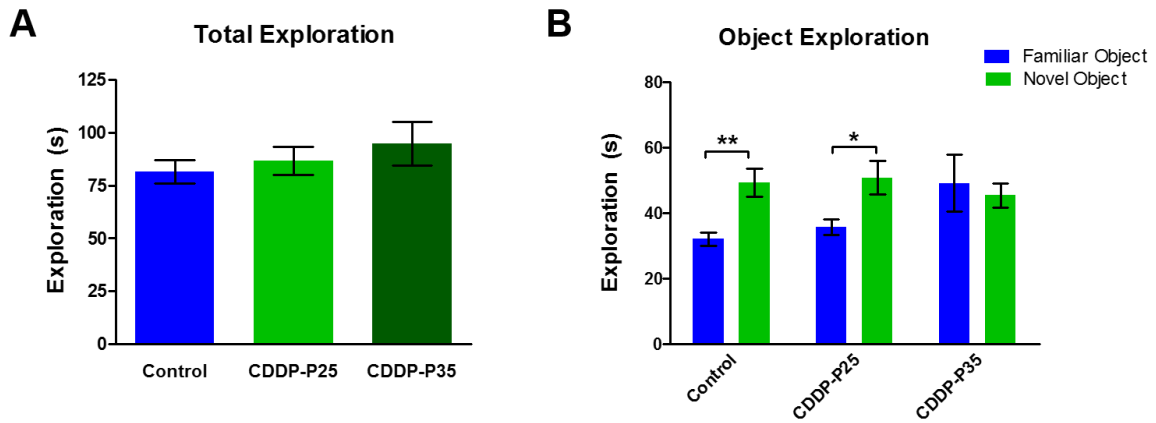 A
Total Exploration
Exploration (s)
125
100
75
50
25
0
Control CDDP-P25 CDDP-P35
B
Object Exploration
Familiar Object
Novel Object
Exploration (s)
80
60
40
20
0
** *
Control CDDP-P25 CDDP-P35